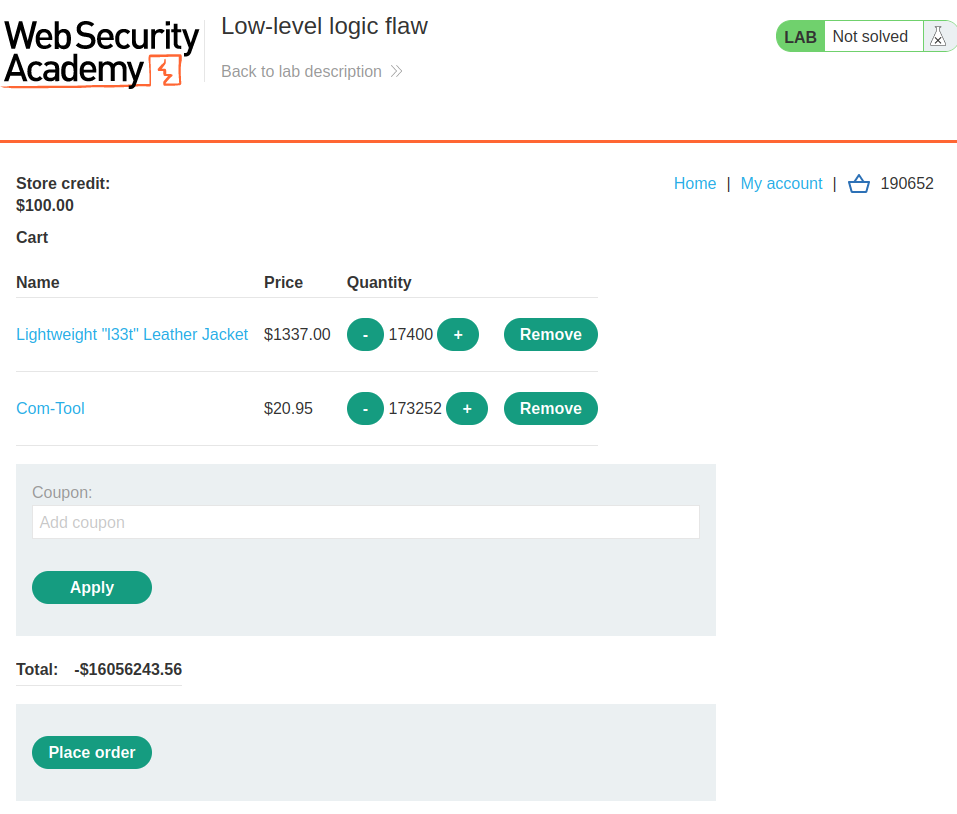 Web Security
Academy
Low-level logic flaw
Back to lab description
LAB Not solved
Store credit:
$100.00
Home | My account | 190652
Cart
Name Price Quantity
Lightweight "l33t" Leather Jacket $1337.00 - 17400 + Remove
Com-Tool $20.95 - 173252 + Remove
Coupon:
Add coupon
Apply
Total: -$16056243.56
Place order